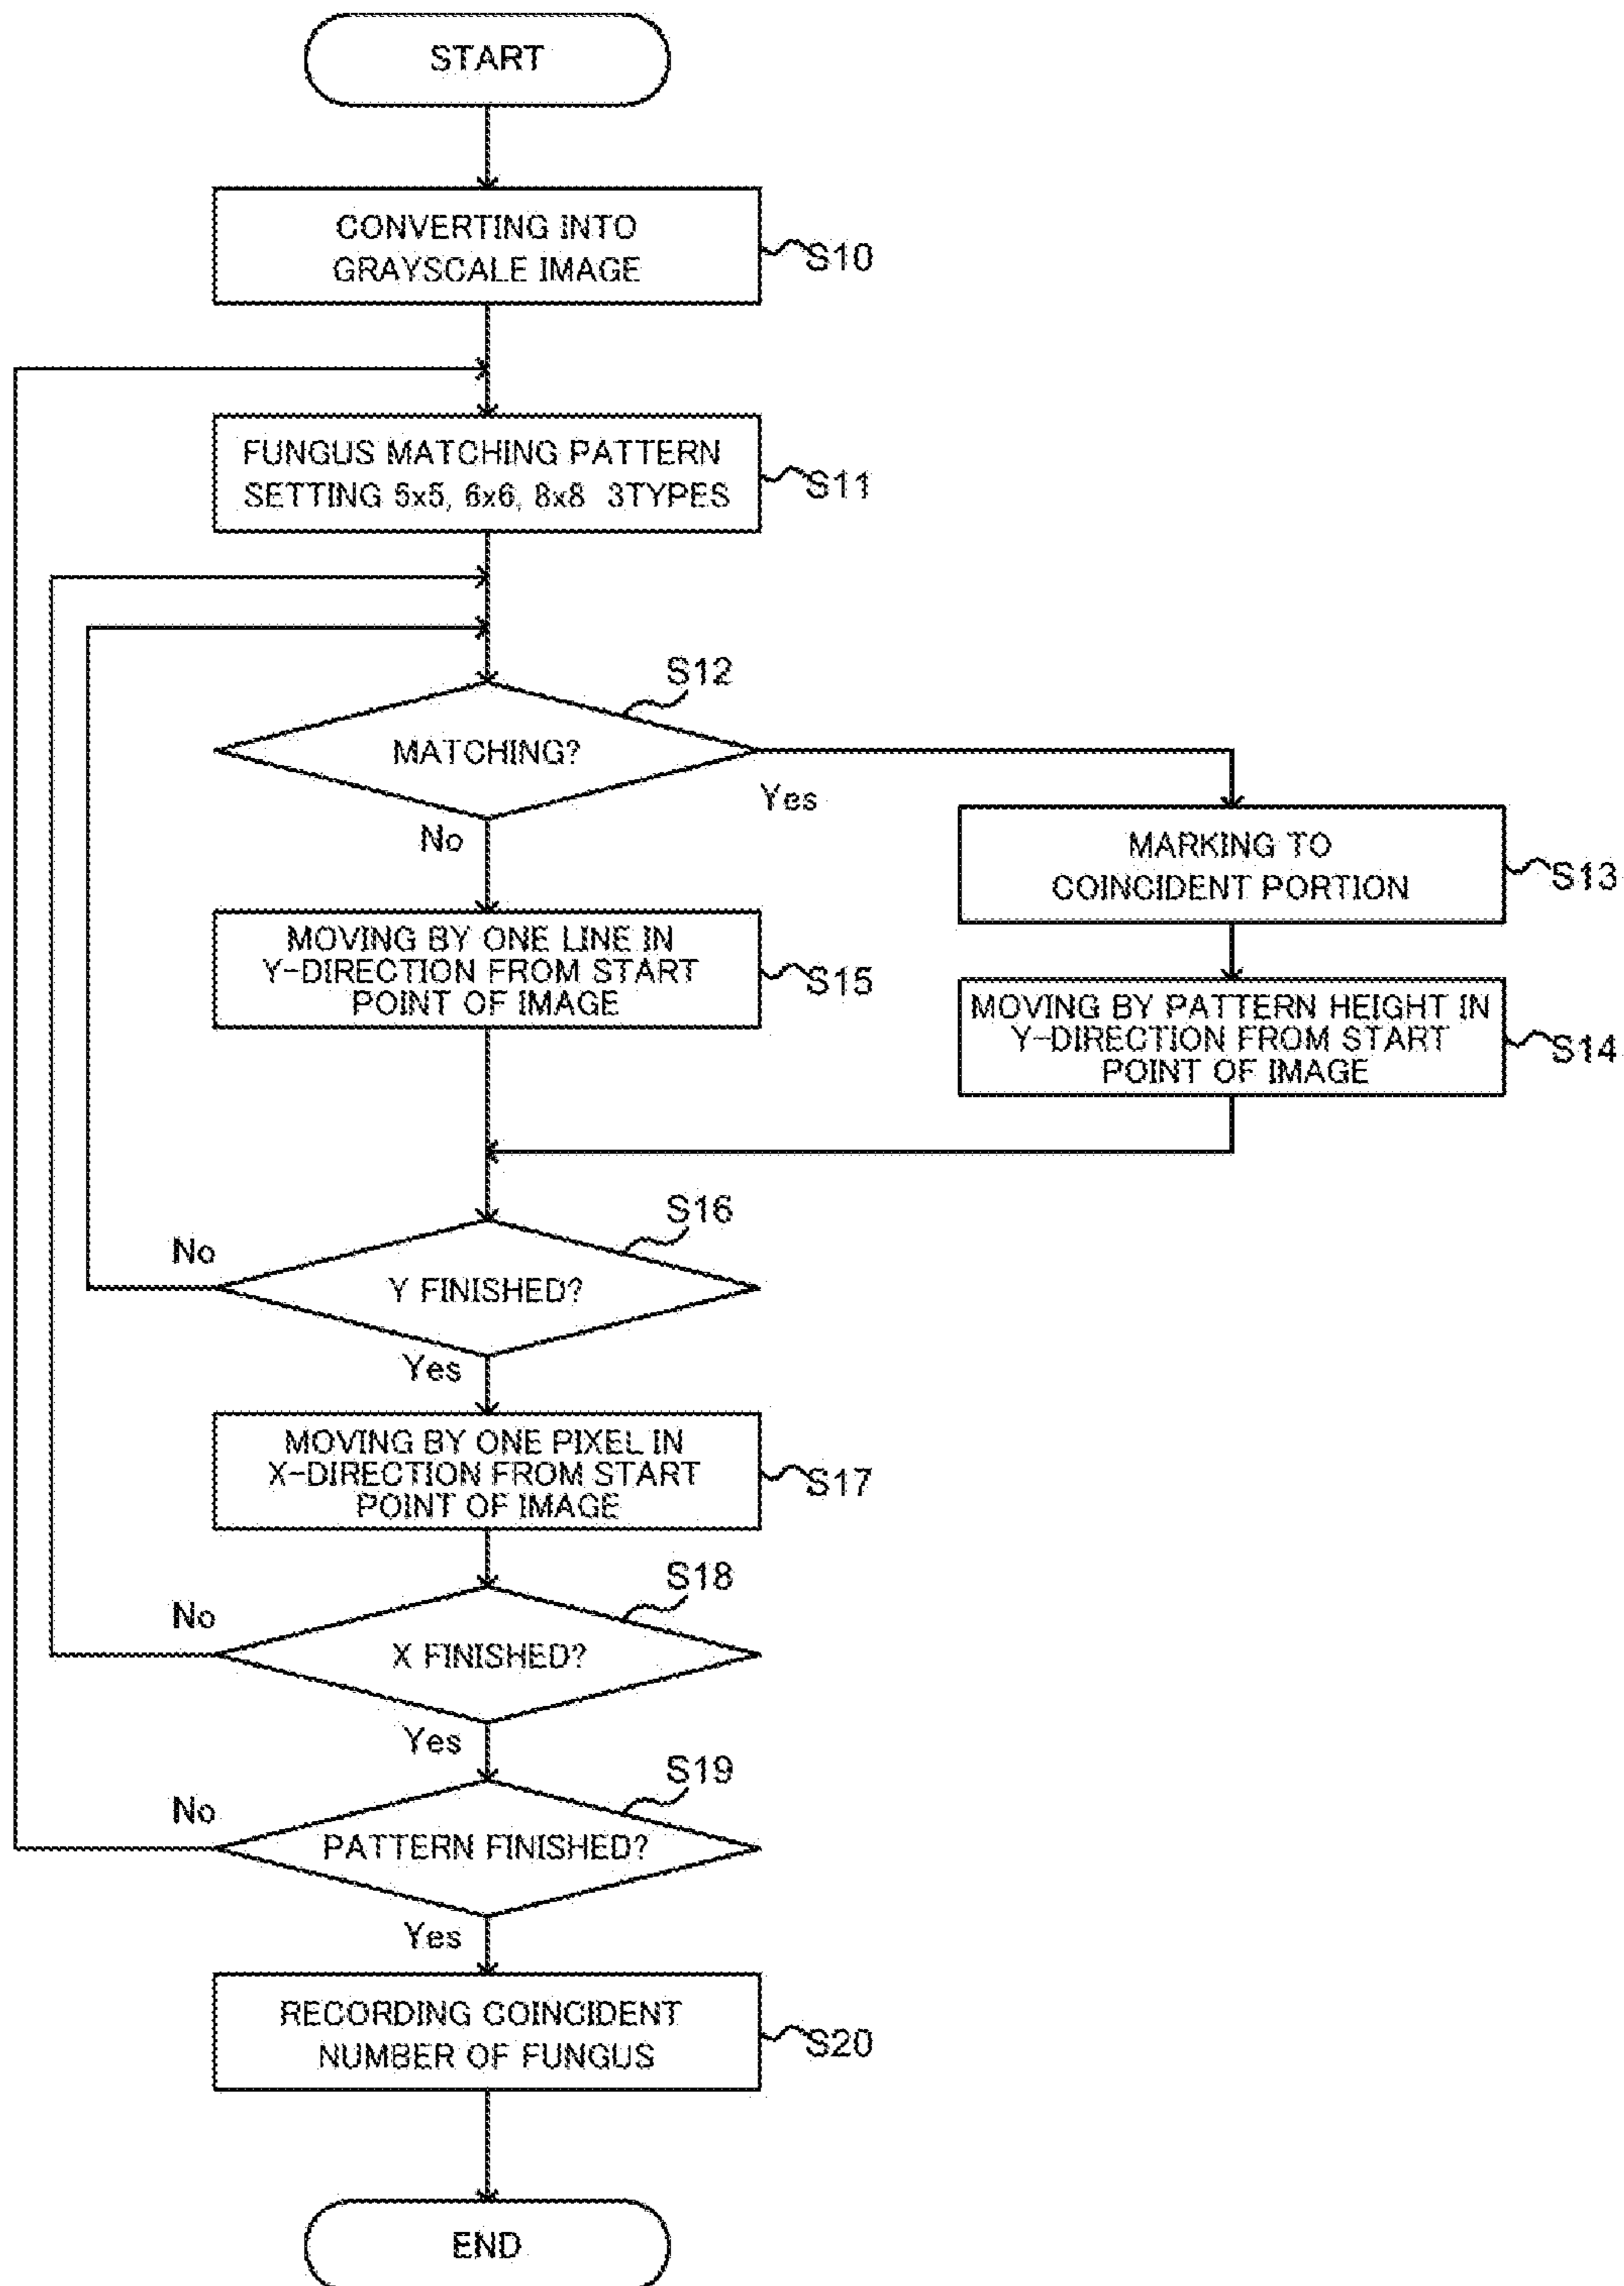 START
CONVERTING INTO
GRAYSCALE IMAGE
S10
FUNGUS MATCHING PATTERN
SETTING 5x5, 6x6, 8x8 3TYPES
S11
S12
MATCHING?
Yes
No
MARKING TO
COINCIDENT PORTION
S13
MOVING BY ONE LINE IN
Y-DIRECTION FROM START
POINT OF IMAGE
S15
MOVING BY PATTERN HEIGHT IN
Y-DIRECTION FROM START
POINT OF IMAGE
S14
S16
No
Y FINISHED?
Yes
MOVING BY ONE PIXEL IN
X-DIRECTION FROM START
POINT OF IMAGE
S17
S18
No
X FINISHED?
Yes
S19
No
PATTERN FINISHED?
Yes
RECORDING COINCIDENT
NUMBER OF FUNGUS
S20
END